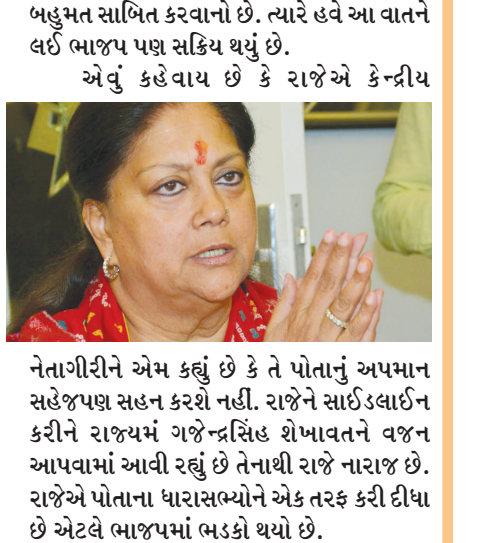 બહુમત સાબિત કરવાનો છે. ત્યારે હવે આ વાતને
લઈ ભાજપ પણ સક્રિય થયું છે.
એવું કહેવાય છે કે રાજેએ કેન્દ્રીય
નેતાગીરીને એમ કહ્યું છે કે તે પોતાનું અપમાન
સહેજપણ સહન કરશે નહીં. રાજેને સાઈડલાઈન
કરીને રાજ્યમં ગજેન્દ્રસિંહ શેખાવતને વજન
આપવામાં આવી રહ્યું છે તેનાથી રાજે નારાજ છે.
રાજેએ પોતાના ધારાસભ્યોને એક તરફ કરી દીધા
છે એટલે ભાજપમાં ભડકો થયો છે.